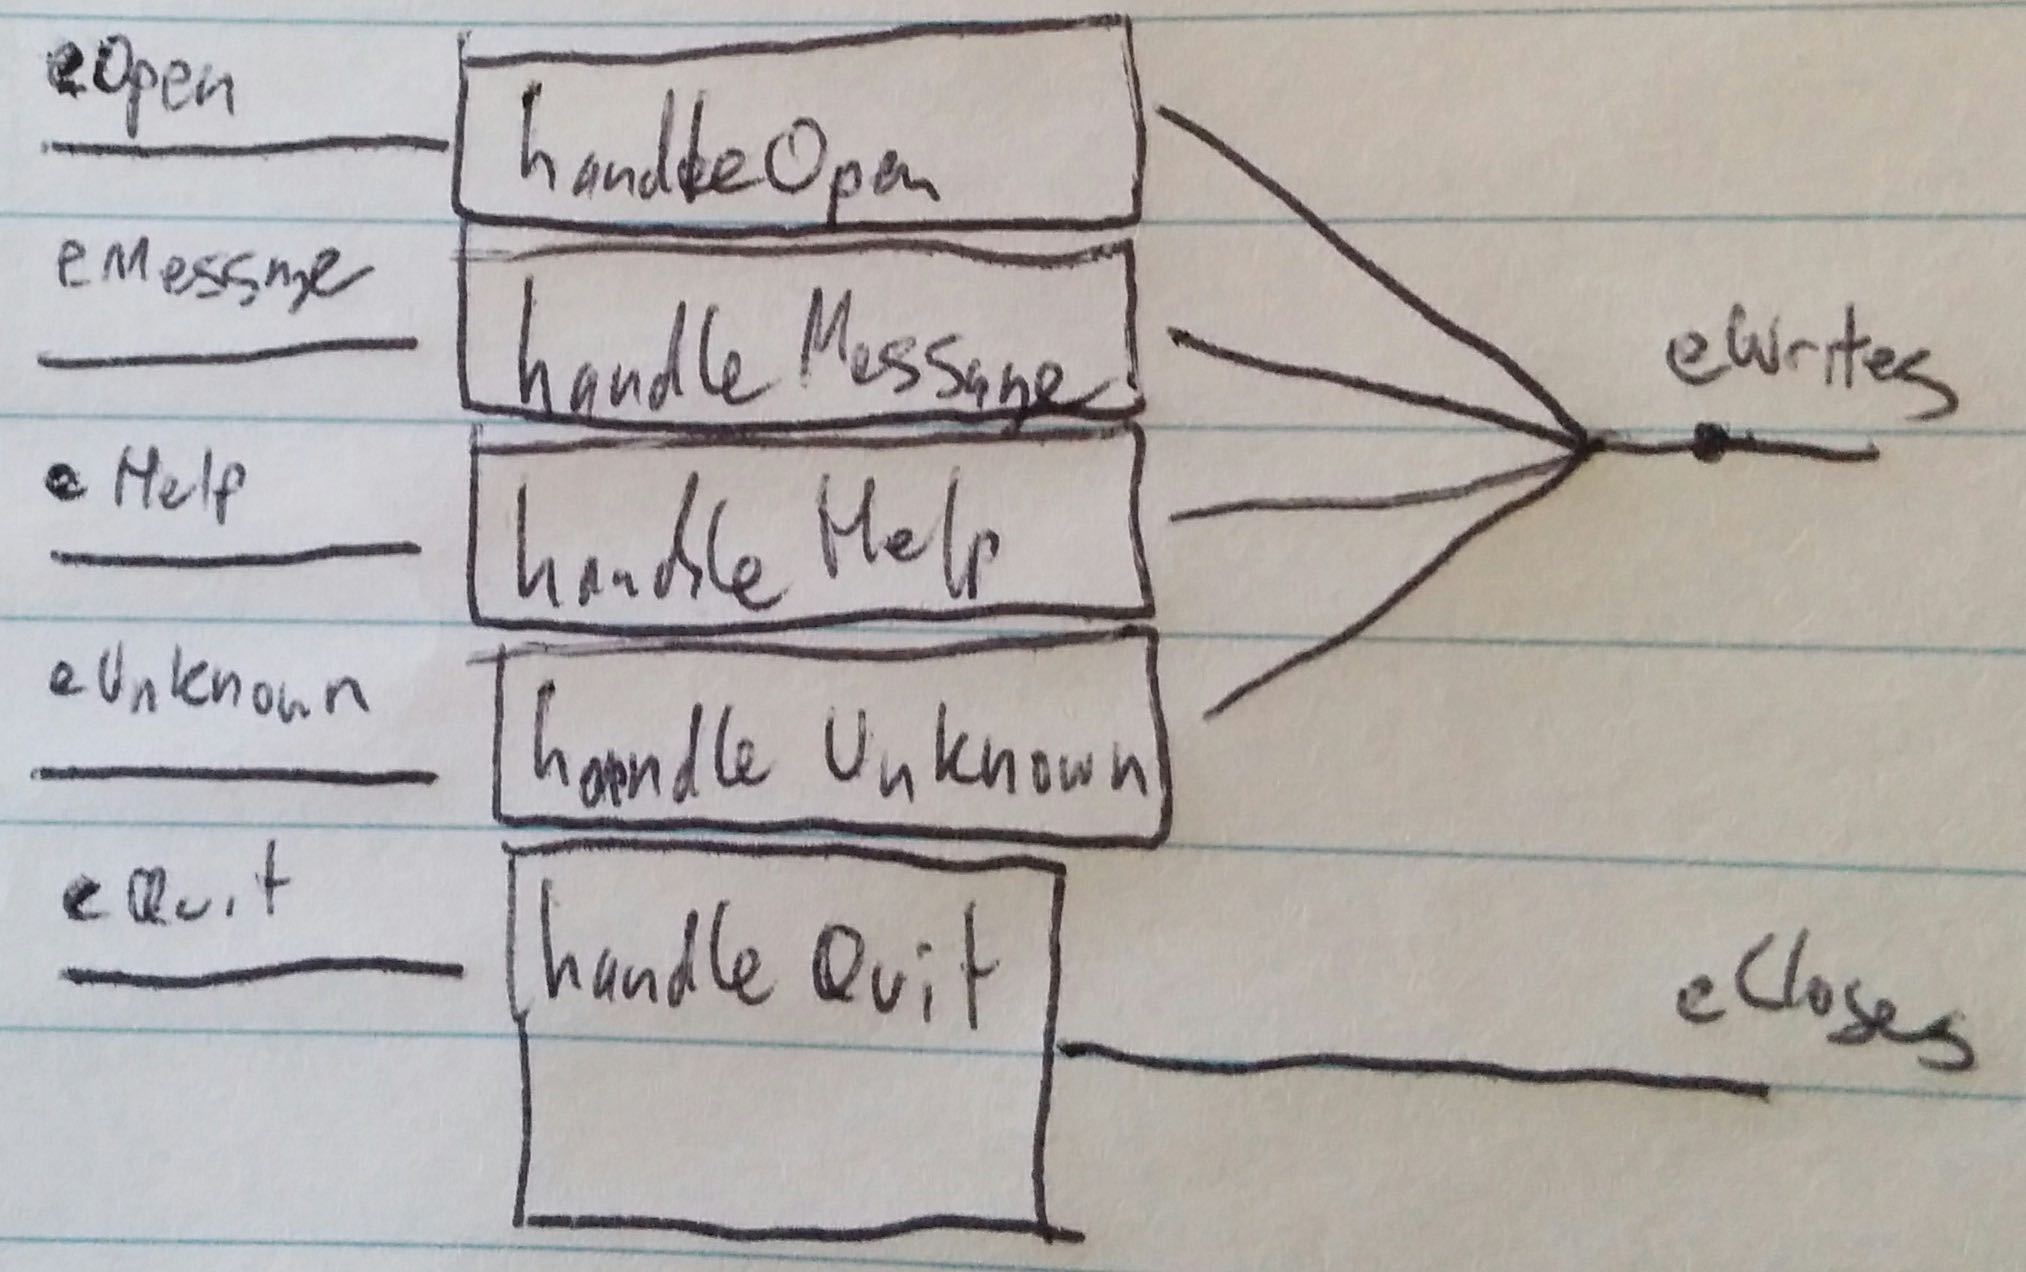 eOpen
handleOpen
eMessage
handle Message
eWrites
eHelp
handle Help
eUnknown
handle Unknown
eQuit
handle Quit
eCloses